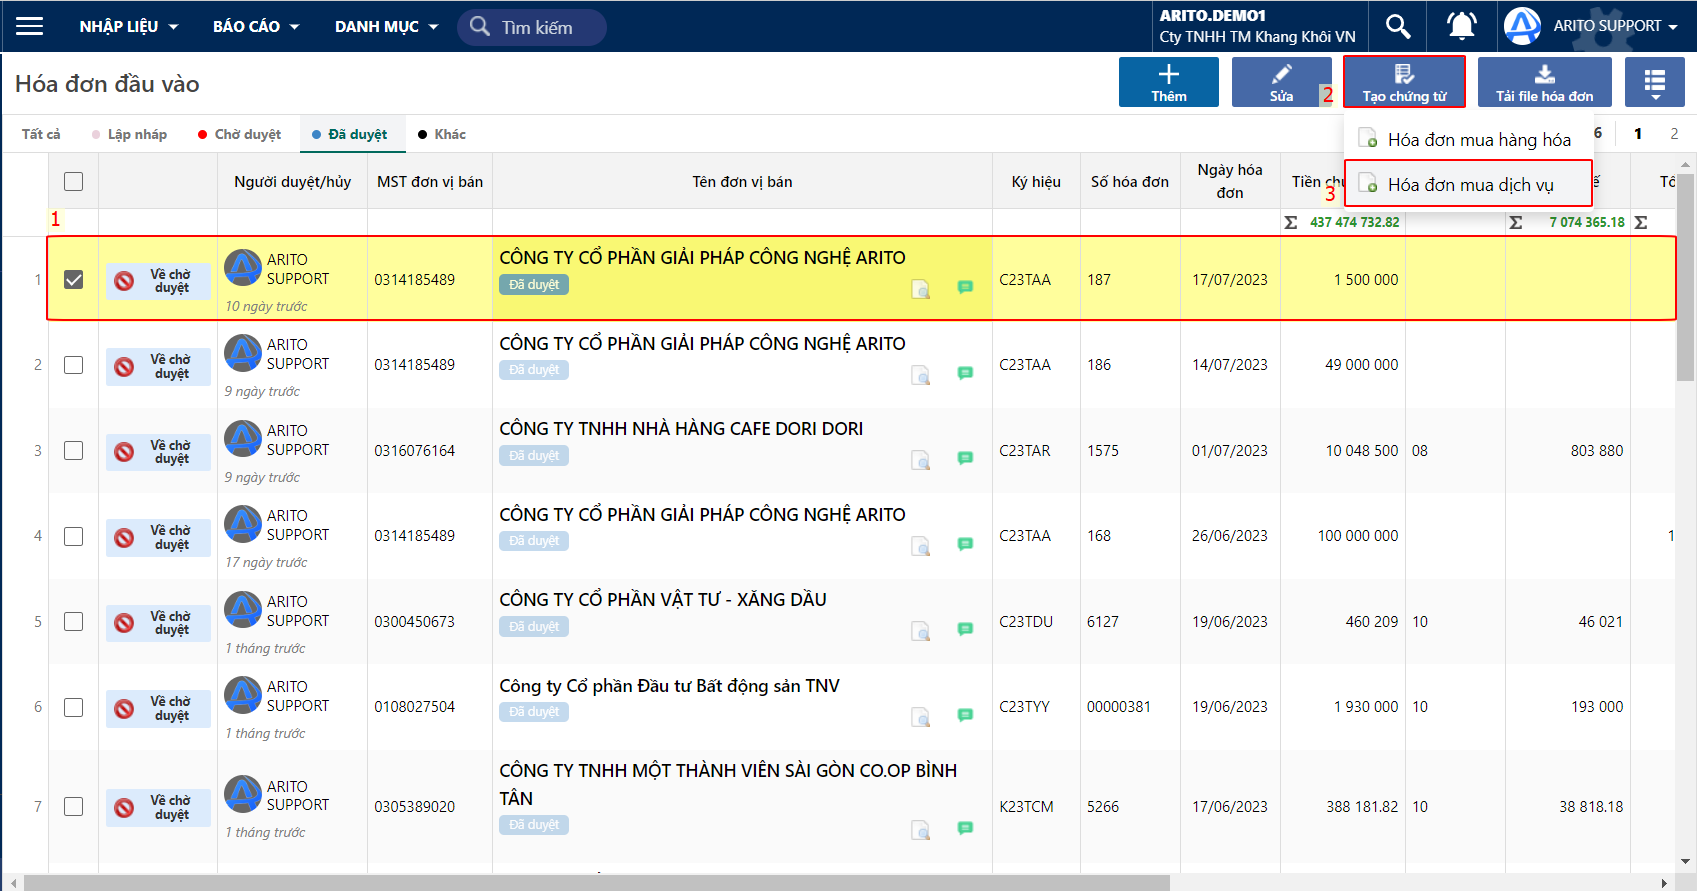 NHẬP LIỆU
BÁO CÁO
DANH MỤC
Tìm kiếm
ARITO.DEMO1
Cty TNHH TM Khang Khôi VN
ARITO SUPPORT
Hóa đơn đầu vào
Thêm
Sửa
2
Tạo chứng từ
Tải file hóa đơn
Tất cả
Lập nháp
Chờ duyệt
Đã duyệt
Khác
Hóa đơn mua hàng hóa
6
1
2
Người duyệt/hủy
MST đơn vị bán
Tên đơn vị bán
Ký hiệu
Số hóa đơn
Ngày hóa
đơn
Tiền
3
Hóa đơn mua dịch vụ
1
Σ 437 474 732.82
Σ 7 074 365.18
Σ
1
Về chờ
duyệt
ARITO
SUPPORT
10 ngày trước
0314185489
CÔNG TY CỔ PHẦN GIẢI PHÁP CÔNG NGHỆ ARITO
Đã duyệt
C23TAA
187
17/07/2023
1 500 000
2
Về chờ
duyệt
ARITO
SUPPORT
9 ngày trước
0314185489
CÔNG TY CỔ PHẦN GIẢI PHÁP CÔNG NGHỆ ARITO
Đã duyệt
C23TAA
186
14/07/2023
49 000 000
3
Về chờ
duyệt
ARITO
SUPPORT
9 ngày trước
0316076164
CÔNG TY TNHH NHÀ HÀNG CAFE DORI DORI
Đã duyệt
C23TAR
1575
01/07/2023
10 048 500
08
803 880
4
Về chờ
duyệt
ARITO
SUPPORT
17 ngày trước
0314185489
CÔNG TY CỔ PHẦN GIẢI PHÁP CÔNG NGHỆ ARITO
Đã duyệt
C23TAA
168
26/06/2023
100 000 000
1
5
Về chờ
duyệt
ARITO
SUPPORT
1 tháng trước
0300450673
CÔNG TY CỔ PHẦN VẬT TƯ - XĂNG DẦU
Đã duyệt
C23TDU
6127
19/06/2023
460 209
10
46 021
6
Về chờ
duyệt
ARITO
SUPPORT
1 tháng trước
0108027504
Công ty Cổ phần Đầu tư Bất động sản TNV
Đã duyệt
C23TYY
00000381
19/06/2023
1 930 000
10
193 000
7
Về chờ
duyệt
ARITO
SUPPORT
1 tháng trước
0305389020
CÔNG TY TNHH MỘT THÀNH VIÊN SÀI GÒN CO.OP BÌNH
TÂN
Đã duyệt
K23TCM
5266
17/06/2023
388 181.82
10
38 818.18